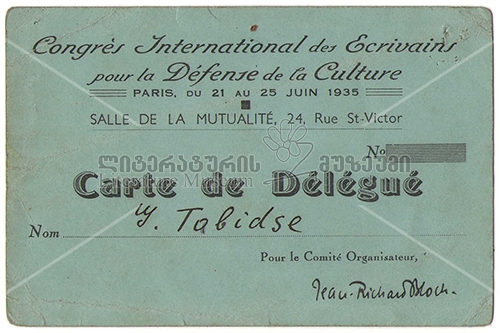 Congrès International des Ecrivains
pour la Défense de la Culture
PARIS, DU 21 AU 25 JUIN 1935
SALLE DE LA MUTUALITÉ, 24, Rue St-Victor
No
ლიტერატურის მუზეუმი
Literature Museum
Carte de Délégué
Nom y. Tabidse
Pour le Comité Organisateur,
Jean-Richard Bloch.